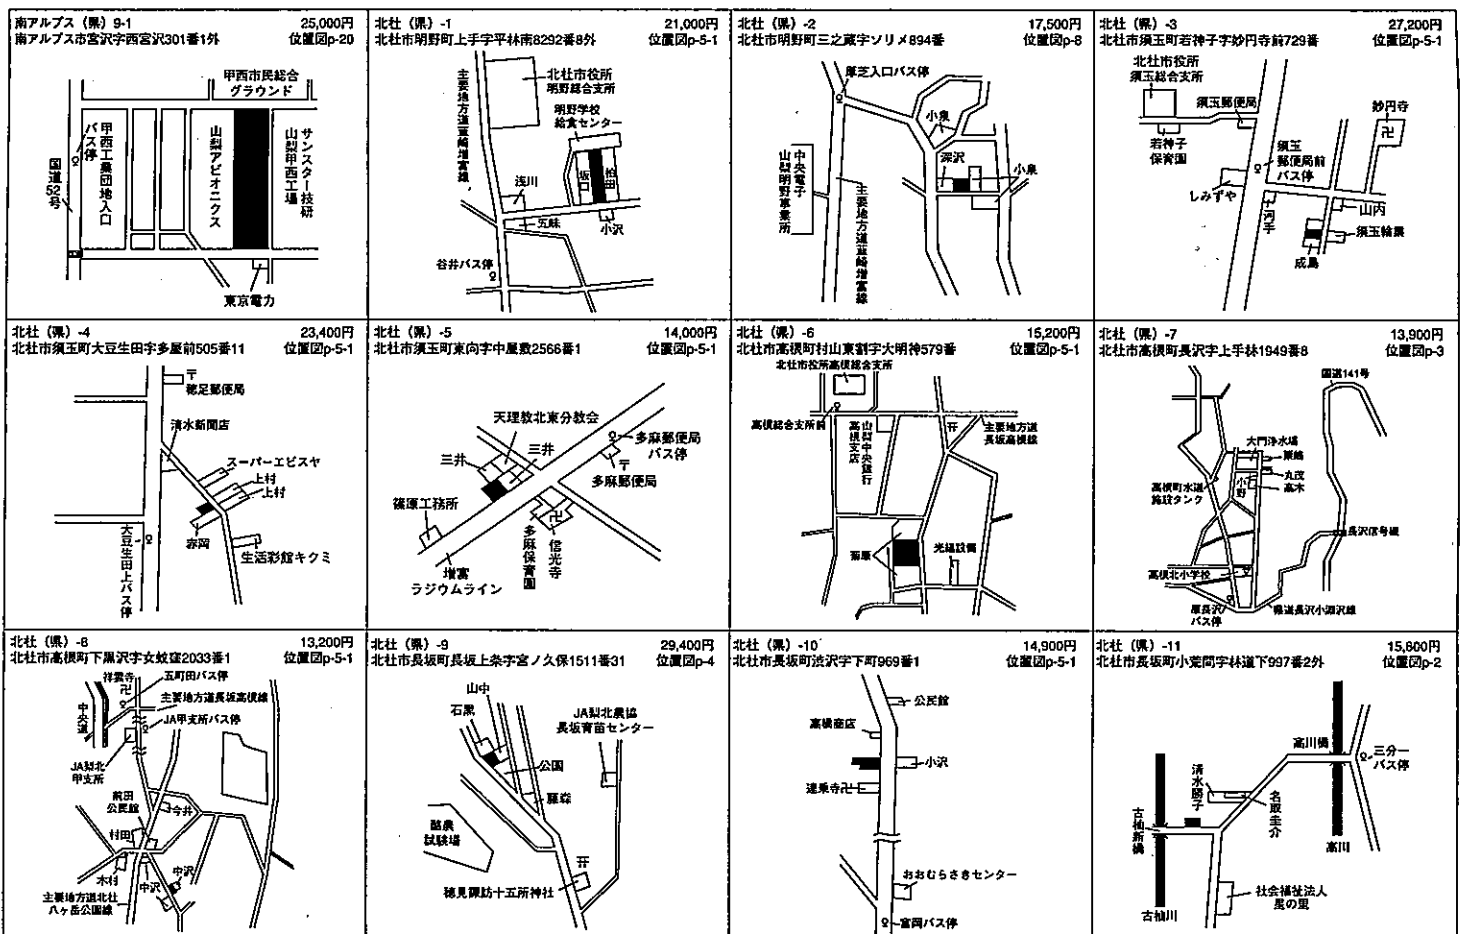 南アルプス（県）9-1
25,000円
南アルプス市宮沢字西宮沢301番1外
位置図p-20
甲西市民総合
グラウンド
国道52号
甲西工業団地入口
バス停
山梨アビオニクス
サンスター技研
山梨甲西工場
東京電力
北杜（県）-1
21,000円
北杜市明野町上手字平林南8292番8外
位置図p-5-1
主要地方道韮崎増富線
北杜市役所
明野総合支所
明野学校
給食センター
浅川
坂口
柏田
五味
小沢
谷井バス停
北杜（県）-2
17,500円
北杜市明野町三之蔵字ソリメ894番
位置図p-8
厚芝入口バス停
小泉
中央電子
山梨明野事業所
深沢
小泉
主要地方道韮崎増富線
北杜（県）-3
27,200円
北杜市須玉町若神子字妙円寺前729番
位置図p-5-1
北杜市役所
須玉総合支所
須玉郵便局
妙円寺
卍
若神子
保育園
須玉
郵便局前
バス停
しみずや
河手
山内
須玉輪業
成島
北杜（県）-4
23,400円
北杜市須玉町大豆生田字多屋前505番11
位置図p-5-1
〒
穂足郵便局
清水新聞店
スーパーエビスヤ
上村
上村
赤岡
生活彩館キクミ
大豆生田上バス停
北杜（県）-5
14,000円
北杜市須玉町東向字中屋敷2566番1
位置図p-5-1
天理教北東分教会
三井
三井
多麻郵便局
バス停
〒
多麻郵便局
篠原工務所
卍
信光寺
多麻保育園
増富
ラジウムライン
北杜（県）-6
15,200円
北杜市高根町村山東割字大明神579番
位置図p-5-1
北杜市役所高根総合支所
高根総合支所前
山梨中央銀行
高根支店
主要地方道
長坂高根線
菊原
光組設備
北杜（県）-7
13,900円
北杜市高根町長沢字上手林1949番8
位置図p-3
国道141号
大門浄水場
丸茂
高木
小野
高根町水道
施設タンク
長沢信号機
高根北小学校
文
原長沢
バス停
県道長沢小淵沢線
北杜（県）-8
13,200円
北杜市高根町下黒沢字女蚊窪2033番1
位置図p-5-1
祥雲寺
卍
五町田バス停
中央道
主要地方道長坂高根線
JA甲支所バス停
JA梨北
甲支所
前田
公民館
今井
村田
木村
中沢
中沢
主要地方道北杜
八ヶ岳公園線
北杜（県）-9
29,400円
北杜市長坂町長坂上条字宮ノ久保1511番31
位置図p-4
山中
石黒
JA梨北農協
長坂育苗センター
公園
藤森
酪農
試験場
穂見諏訪十五所神社
北杜（県）-10
14,900円
北杜市長坂町渋沢字下町969番1
位置図p-5-1
公民館
高橋商店
小沢
達乗寺卍
おおむらさきセンター
富岡バス停
北杜（県）-11
15,800円
北杜市長坂町小荒間字林道下997番2外
位置図p-2
高川橋
三分一
バス停
清水勝子
名取圭介
古杣新橋
高川
古杣川
社会福祉法人
星の里